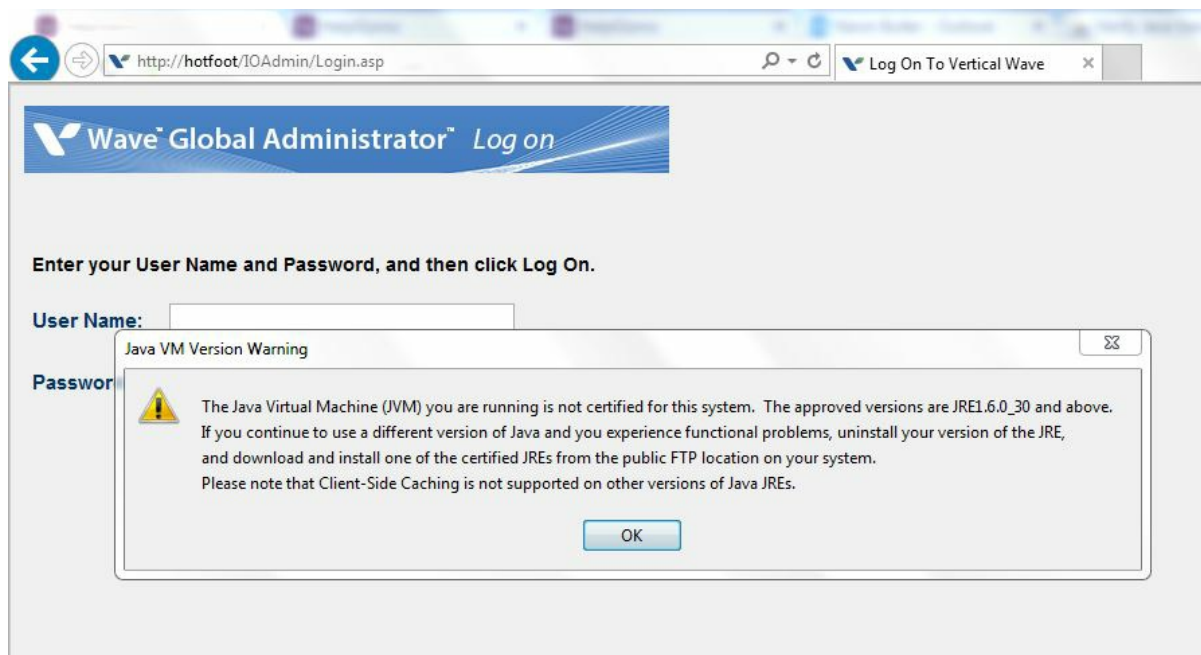 http://hotfoot/IOAdmin/Login.asp
Log On To Vertical Wave
Wave™ Global Administrator™ Log on
Enter your User Name and Password, and then click Log On.
User Name:
Java VM Version Warning
Passwor
The Java Virtual Machine (JVM) you are running is not certified for this system. The approved versions are JRE1.6.0_30 and above.
If you continue to use a different version of Java and you experience functional problems, uninstall your version of the JRE,
and download and install one of the certified JREs from the public FTP location on your system.
Please note that Client-Side Caching is not supported on other versions of Java JREs.
OK